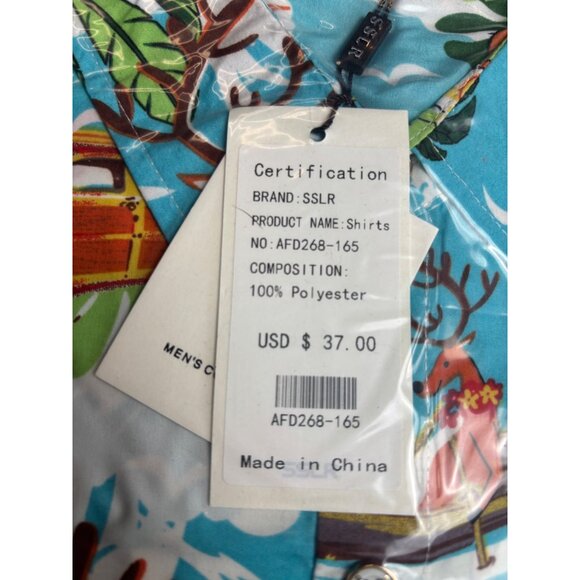 SSLR
Certification
BRAND:SSLR
PRODUCT NAME:Shirts
NO:AFD268-165
COMPOSITION:
100% Polyester
USD $ 37.00
AFD268-165
Made in China
MEN'S